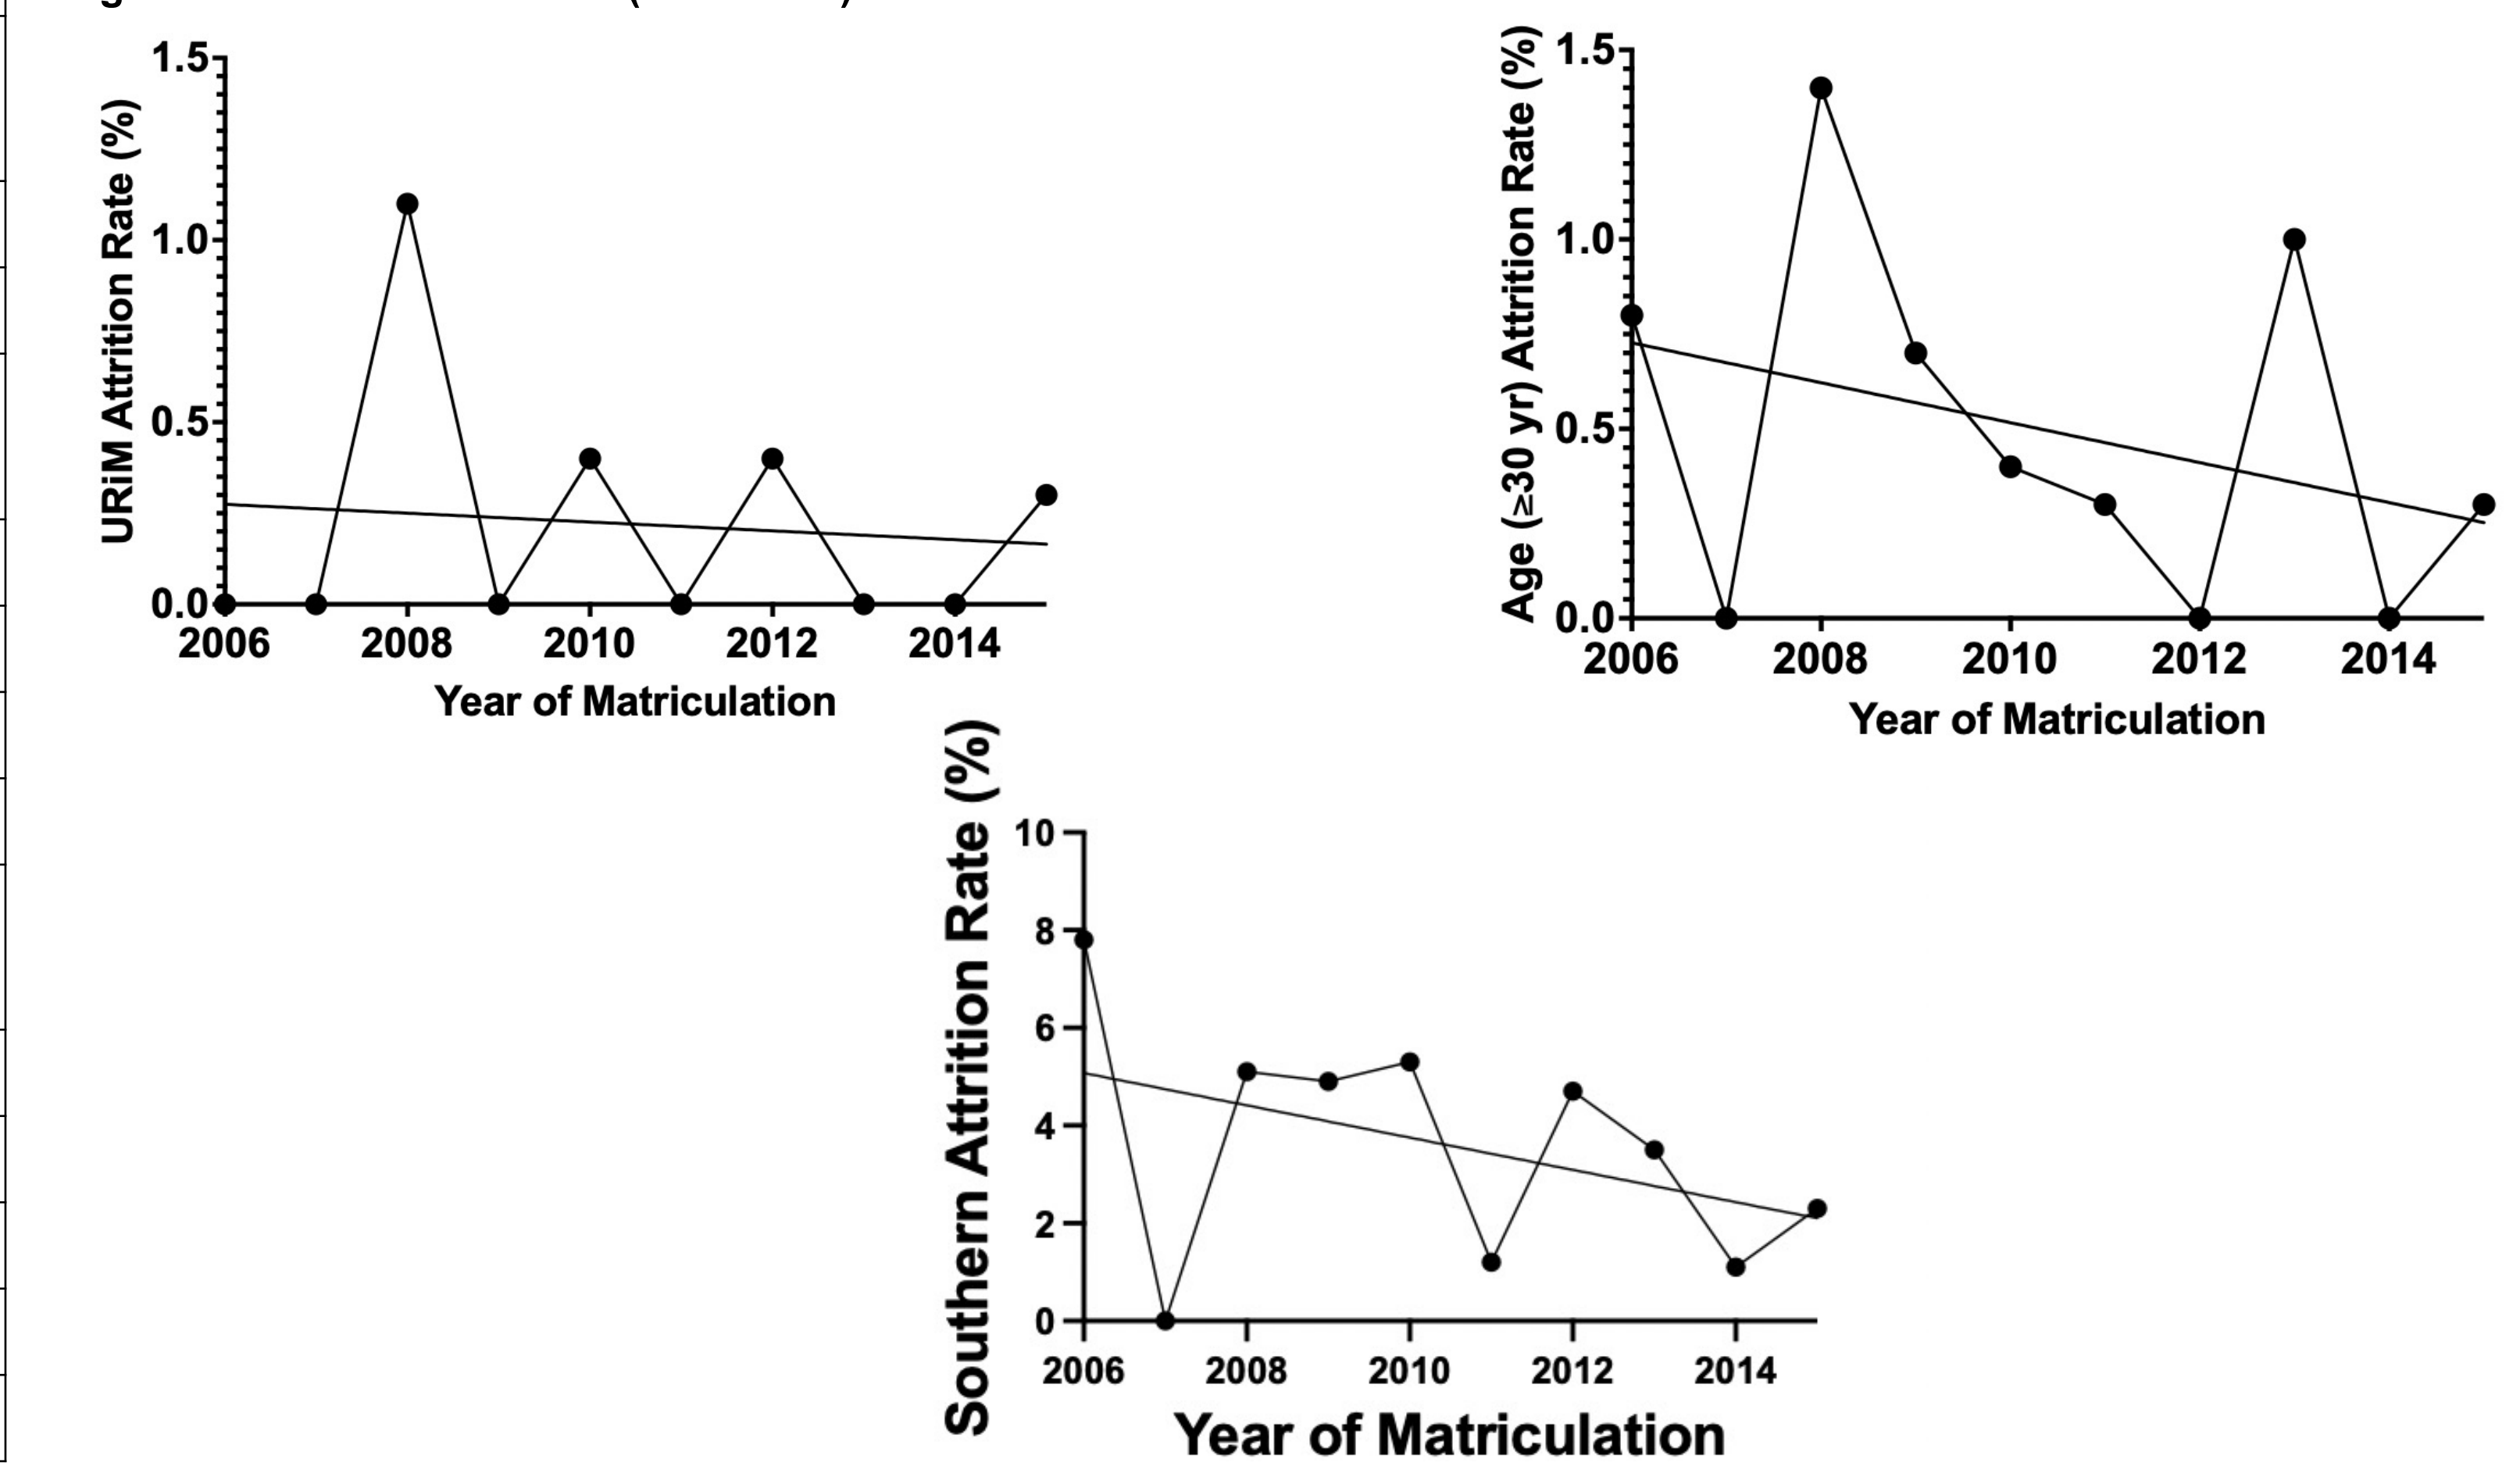 URiM Attrition Rate (%)
1.5
1.0
0.5
0.0
2006 2008 2010 2012 2014
Year of Matriculation
Age (≥30 yr) Attrition Rate (%)
1.5
1.0
0.5
0.0
2006 2008 2010 2012 2014
Year of Matriculation
Southern Attrition Rate (%)
10
8
6
4
2
0
2006 2008 2010 2012 2014
Year of Matriculation